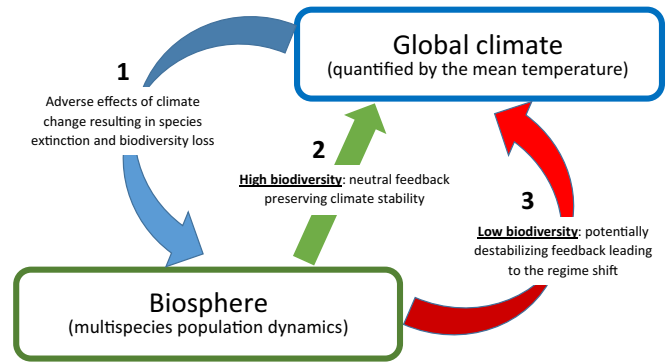 Global climate
(quantified by the mean temperature)
1
Adverse effects of climate
change resulting in species
extinction and biodiversity loss
2
High biodiversity: neutral feedback
preserving climate stability
3
Low biodiversity: potentially
destabilizing feedback leading
to the regime shift
Biosphere
(multispecies population dynamics)